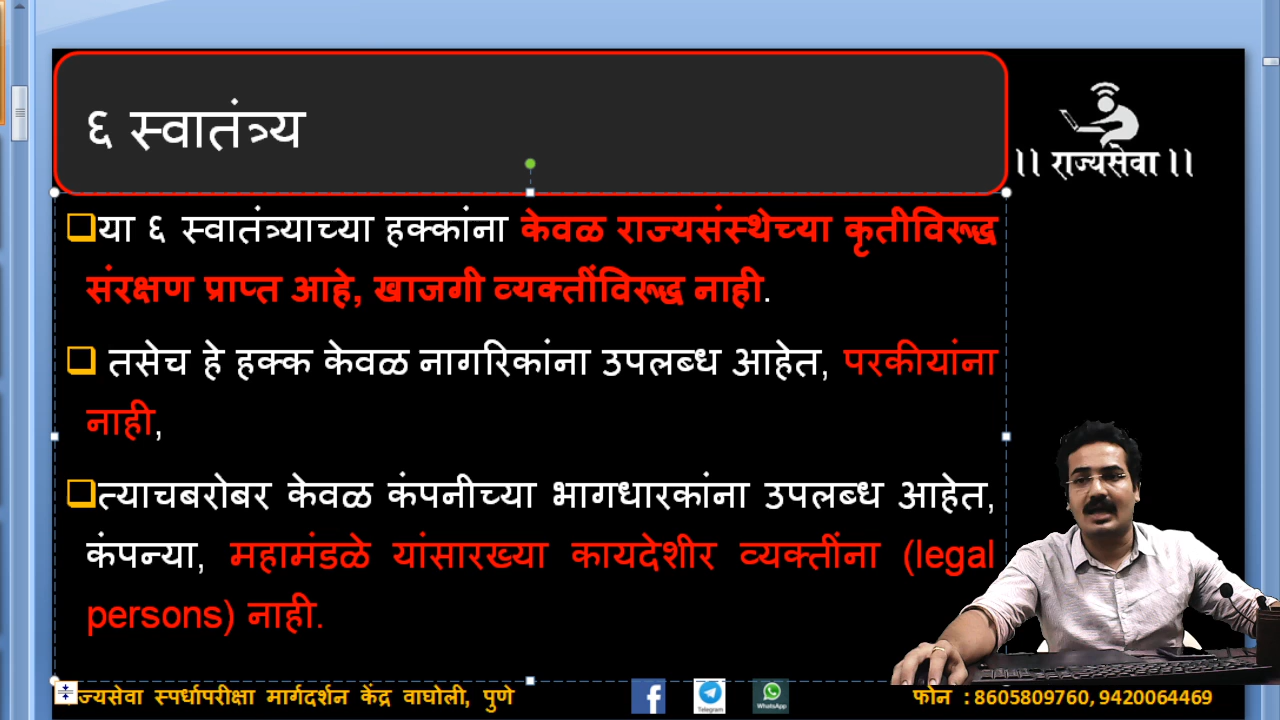 ६ स्वातंत्र्य
|| राज्यसेवा ||
या ६ स्वातंत्र्याच्या हक्कांना केवळ राज्यसंस्थेच्या कृतीविरूद्ध
संरक्षण प्राप्त आहे, खाजगी व्यक्तींविरूद्ध नाही.
तसेच हे हक्क केवळ नागरिकांना उपलब्ध आहेत, परकीयांना
नाही,
त्याचबरोबर केवळ कंपनीच्या भागधारकांना उपलब्ध आहेत,
कंपन्या, महामंडळे यांसारख्या कायदेशीर व्यक्तींना (legal
persons) नाही.
ज्यसेवा स्पर्धापरीक्षा मार्गदर्शन केंद्र वाघोली, पुणे
Telegram
WhatsApp
फोन : 8605809760, 9420064469